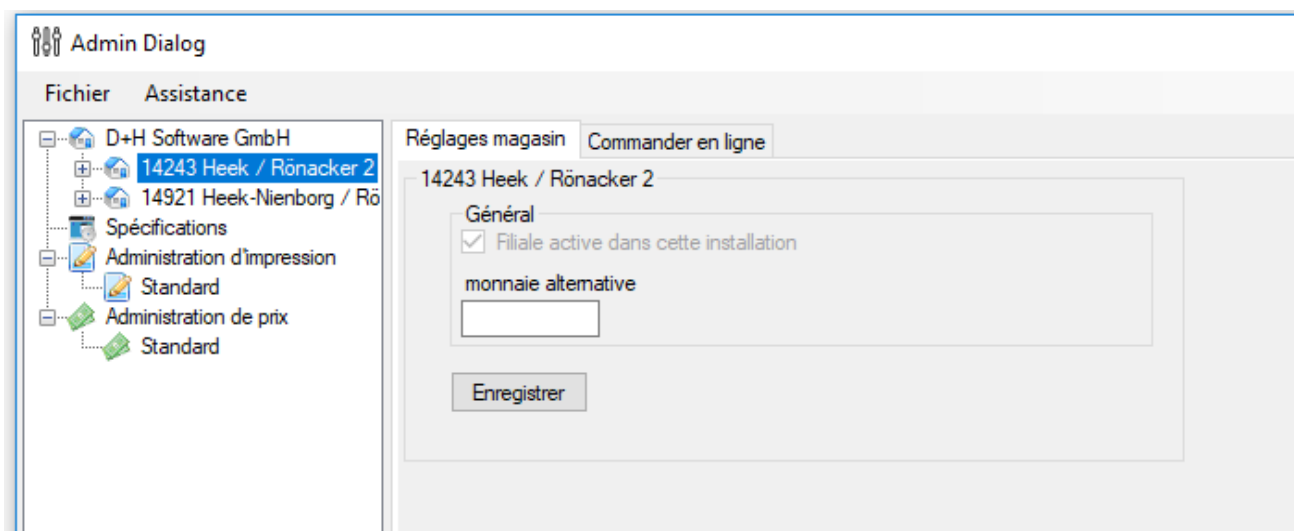 Admin Dialog
Fichier Assistance
D+H Software GmbH
14243 Heek / Rönacker 2
14921 Heek-Nienborg / Rö
Spécifications
Administration d'impression
Standard
Administration de prix
Standard
Réglages magasin
Commander en ligne
14243 Heek / Rönacker 2
Général
Filiale active dans cette installation
monnaie alternative
Enregistrer